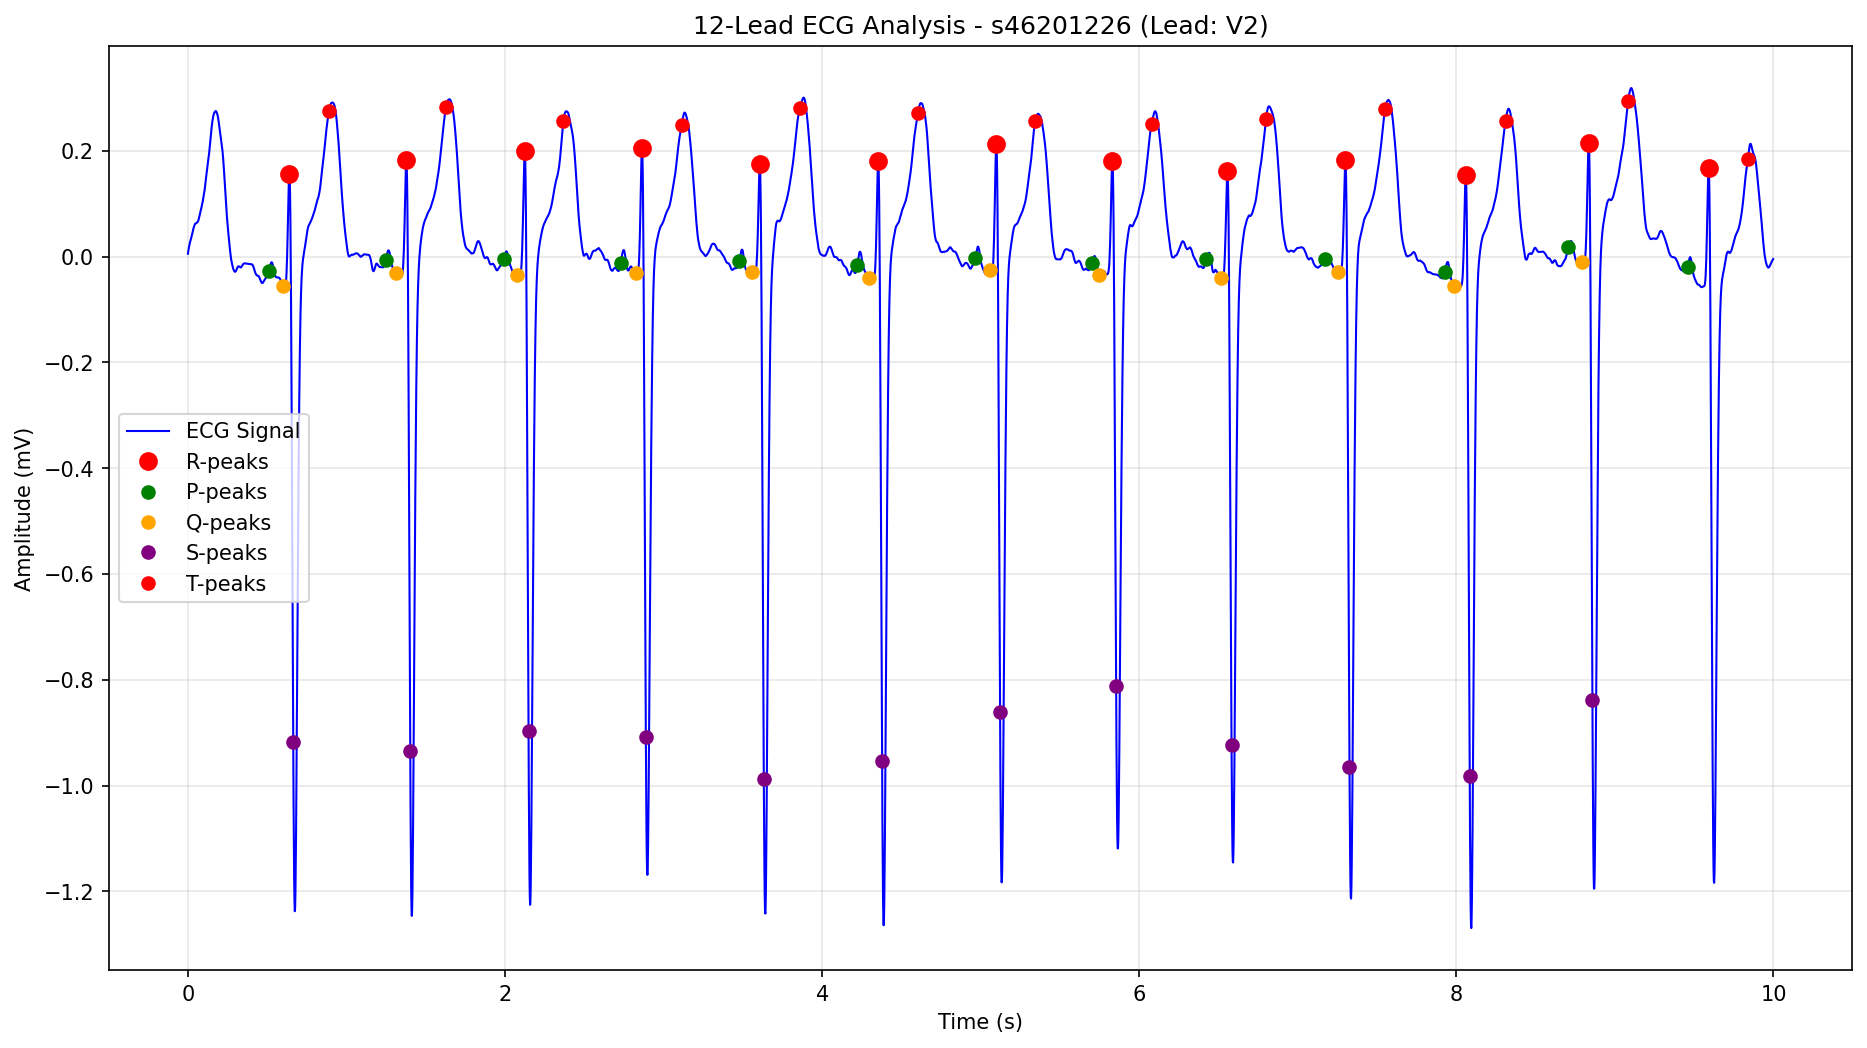 12-Lead ECG Analysis - s46201226 (Lead: V2)
0.2
0.0
−0.2
−0.4
−0.6
−0.8
−1.0
−1.2
Amplitude (mV)
ECG Signal
R-peaks
P-peaks
Q-peaks
S-peaks
T-peaks
0 2 4 6 8 10
Time (s)